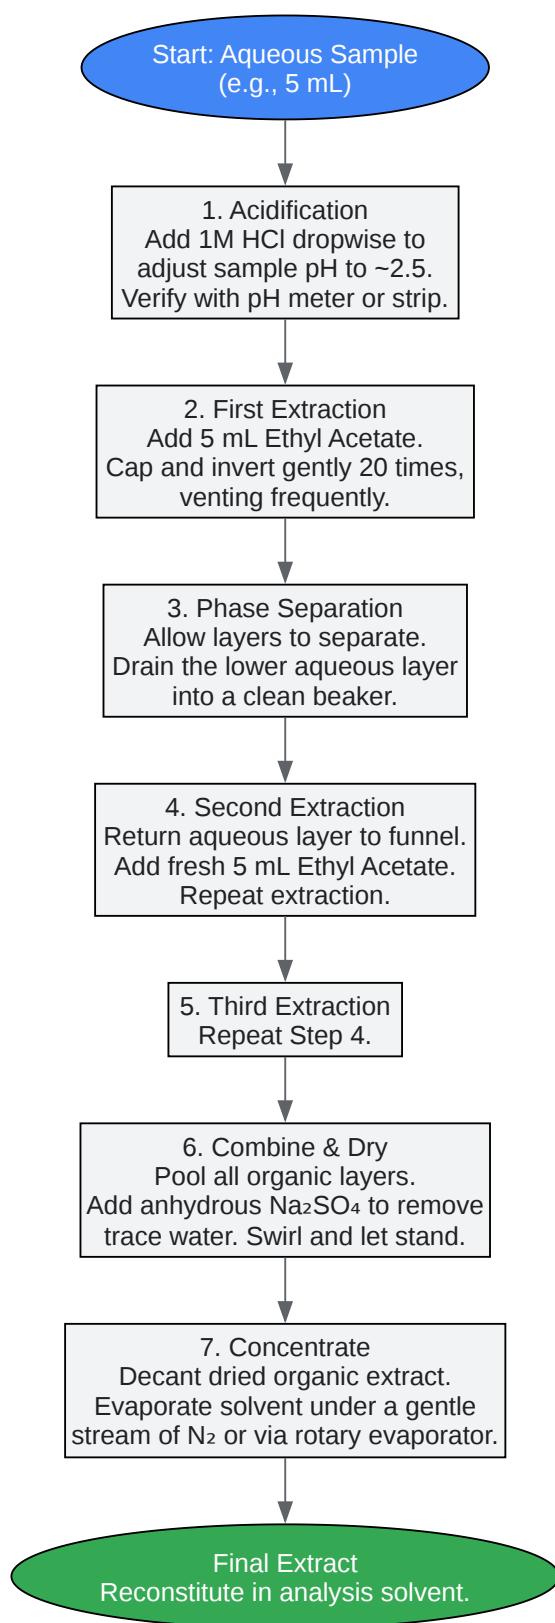 Start: Aqueous Sample
(e.g., 5 mL)
1. Acidification
Add 1M HCl dropwise to
adjust sample pH to ~2.5.
Verify with pH meter or strip.
2. First Extraction
Add 5 mL Ethyl Acetate.
Cap and invert gently 20 times,
venting frequently.
3. Phase Separation
Allow layers to separate.
Drain the lower aqueous layer
into a clean beaker.
4. Second Extraction
Return aqueous layer to funnel.
Add fresh 5 mL Ethyl Acetate.
Repeat extraction.
5. Third Extraction
Repeat Step 4.
6. Combine & Dry
Pool all organic layers.
Add anhydrous Na₂SO₄ to remove
trace water. Swirl and let stand.
7. Concentrate
Decant dried organic extract.
Evaporate solvent under a gentle
stream of N₂ or via rotary evaporator.
Final Extract
Reconstitute in analysis solvent.